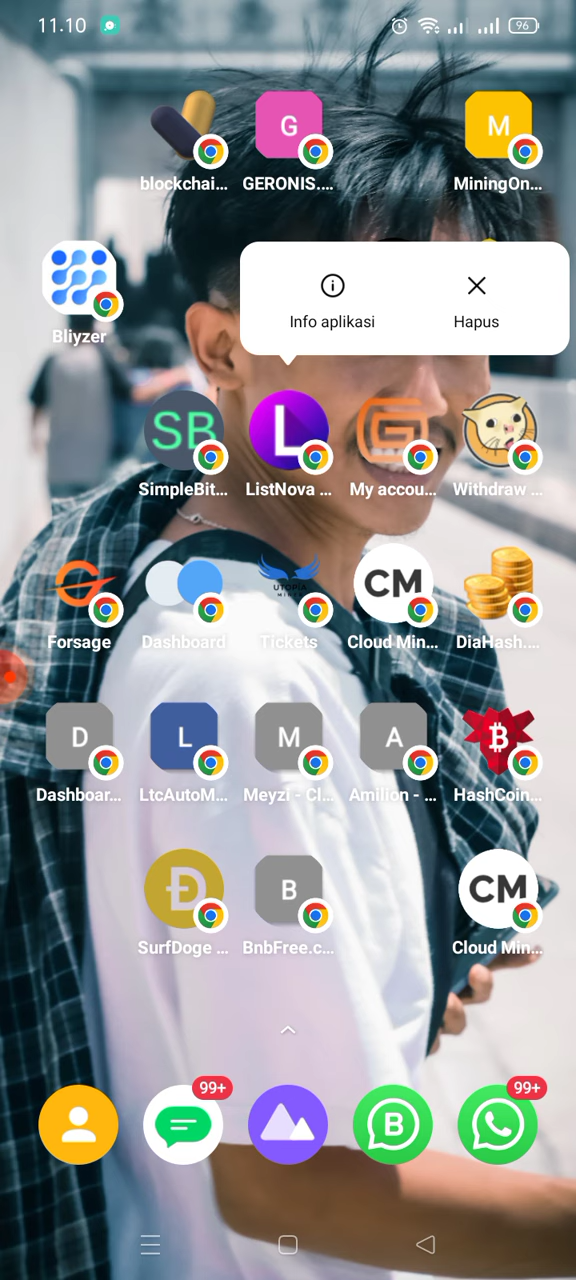 11.10
96
G
M
blockchai...
GERONIS....
MiningOn...
Info aplikasi
Hapus
Bliyzer
SB
L
G
SimpleBit...
ListNova ...
My accou...
Withdraw ...
UTOPIA
CM
Forsage
Dashboard
Tickets
Cloud Min...
DiaHash....
D
L
M
A
B
Dashboar...
LtcAutoM...
Meyzi - Cl...
Amilion - ...
HashCoin...
Ð
B
CM
SurfDoge ...
BnbFree.c...
Cloud Min...
99+
99+
B